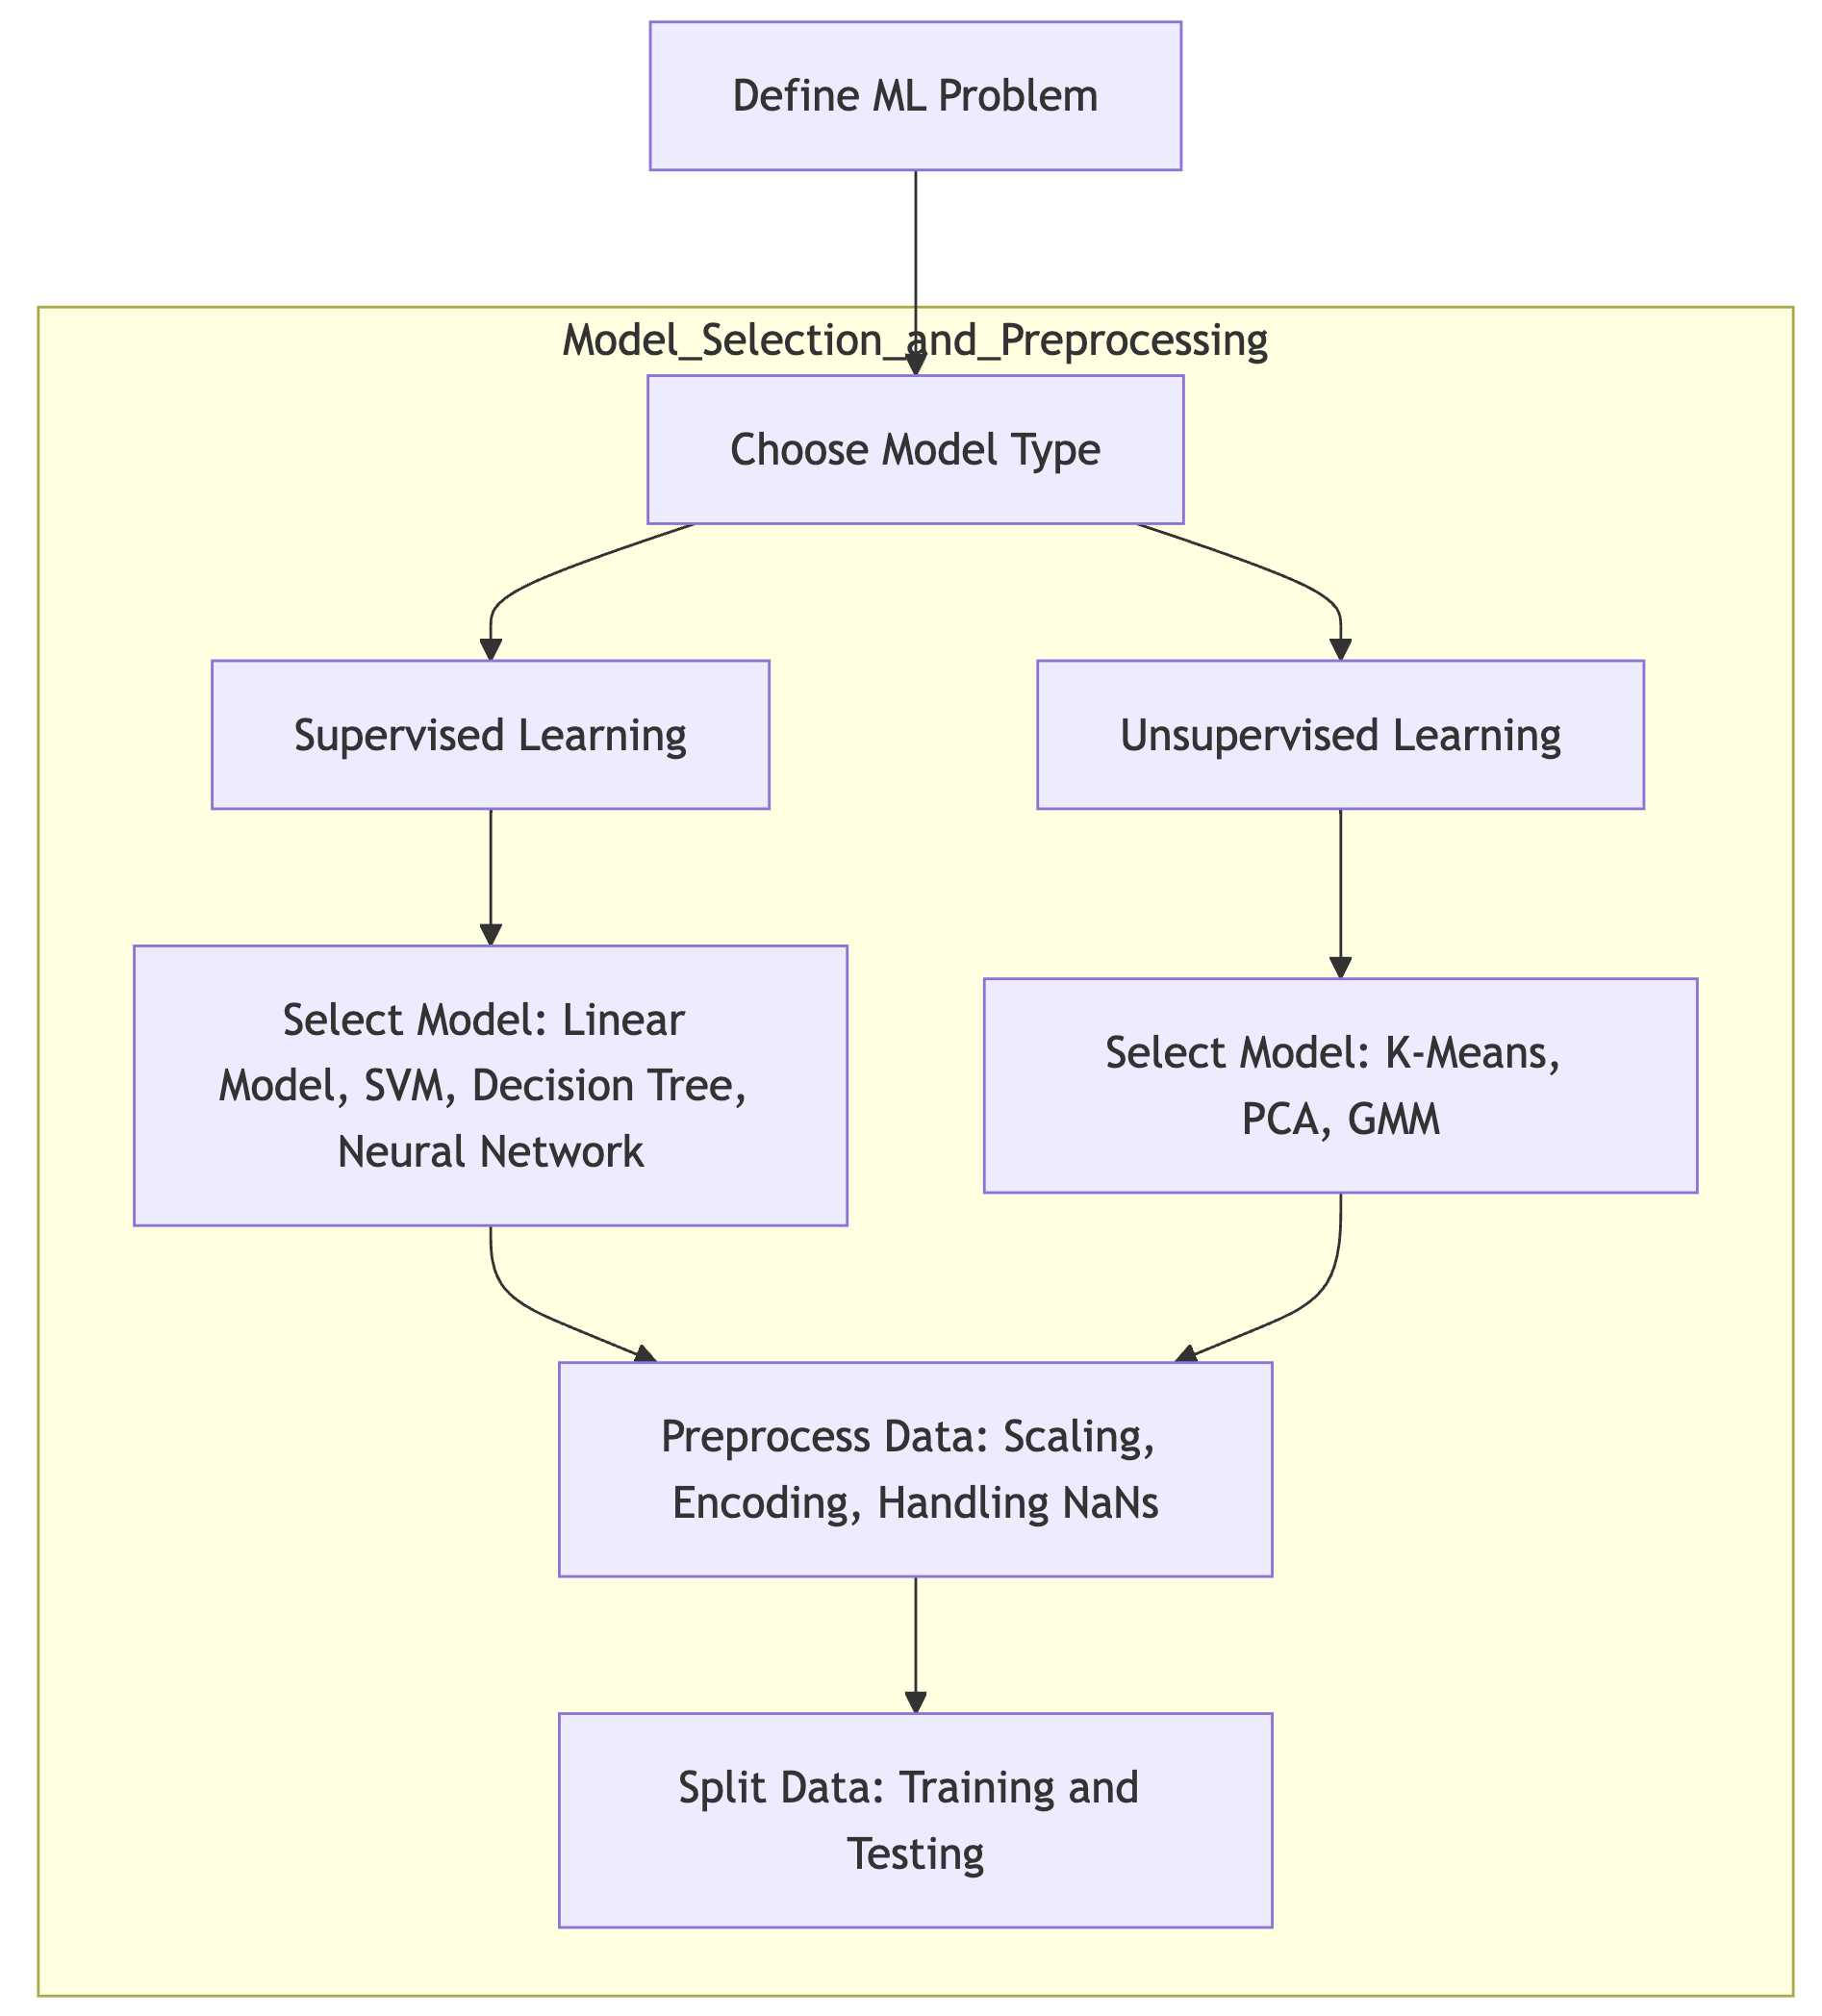 Define ML Problem
Model_Selection_and_Preprocessing
Choose Model Type
Supervised Learning
Unsupervised Learning
Select Model: Linear
Model, SVM, Decision Tree,
Neural Network
Select Model: K-Means,
PCA, GMM
Preprocess Data: Scaling,
Encoding, Handling NaNs
Split Data: Training and
Testing